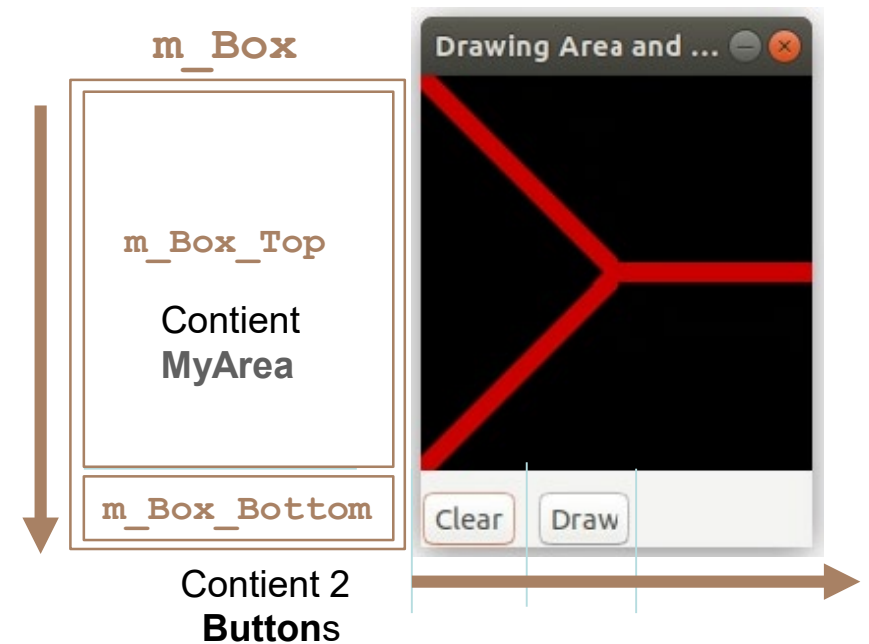 m_Box
Drawing Area and ...
m_Box_Top
Contient
MyArea
m_Box_Bottom
Clear
Draw
Contient 2
Buttons